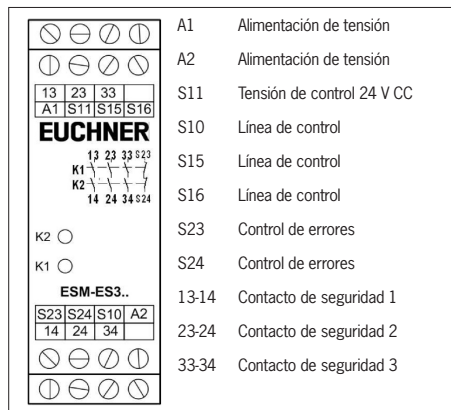 13 23 33
A1 S11 S15 S16
EUCHNER
13 23 33 S23
K1
K2
14 24 34 S24
K2
K1
ESM-ES3..
S23 S24 S10 A2
14 24 34
A1 Alimentación de tensión
A2 Alimentación de tensión
S11 Tensión de control 24 V CC
S10 Línea de control
S15 Línea de control
S16 Línea de control
S23 Control de errores
S24 Control de errores
13-14 Contacto de seguridad 1
23-24 Contacto de seguridad 2
33-34 Contacto de seguridad 3